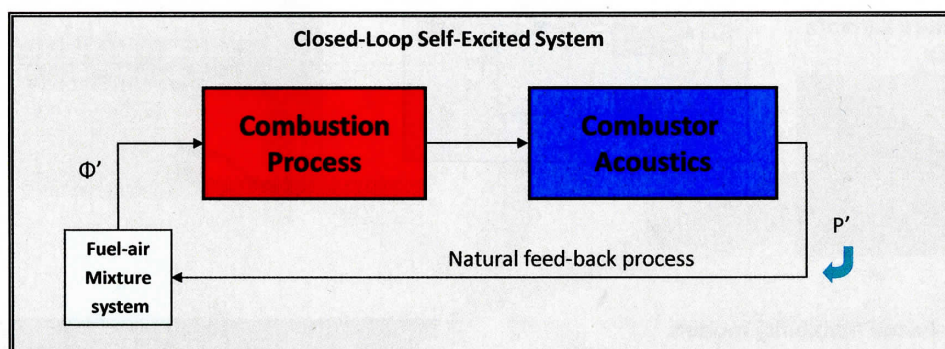 Closed-Loop Self-Excited System
Combustion
Process
Combustor
Acoustics
Φ’
P’
Fuel-air
Mixture
system
Natural feed-back process